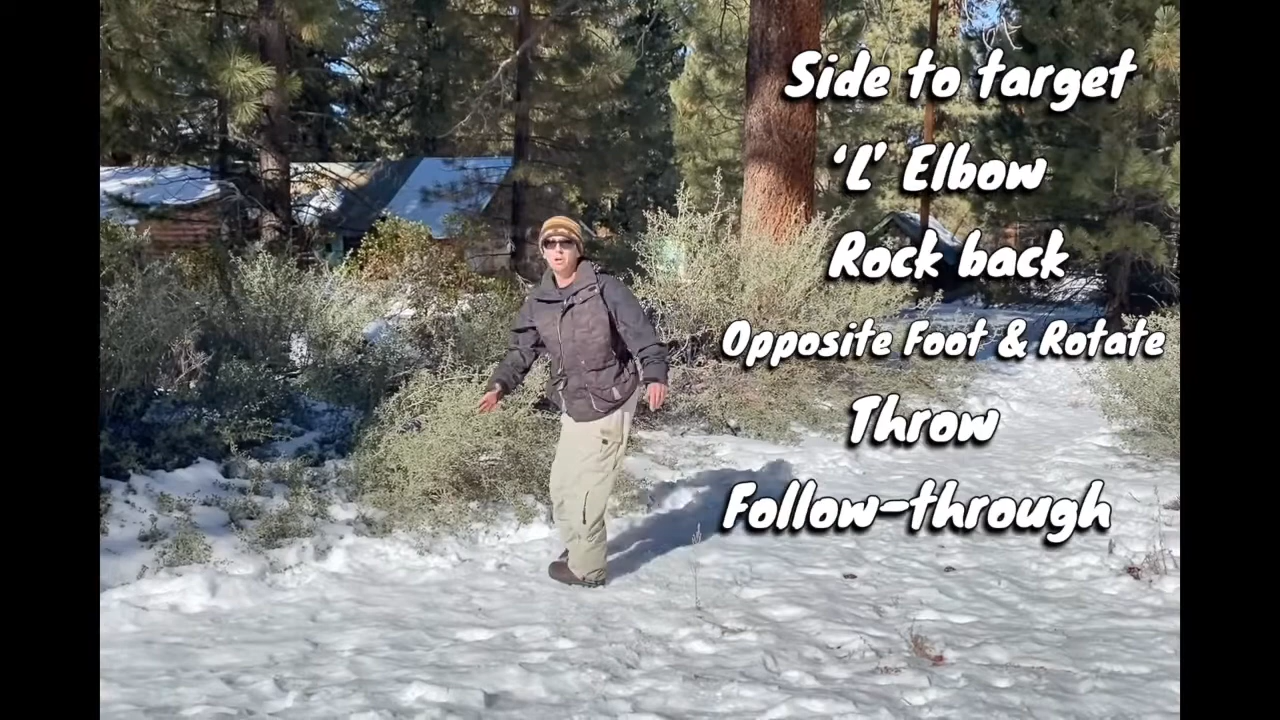 Side to target
‘L’ Elbow
Rock back
Opposite Foot & Rotate
Throw
Follow-through